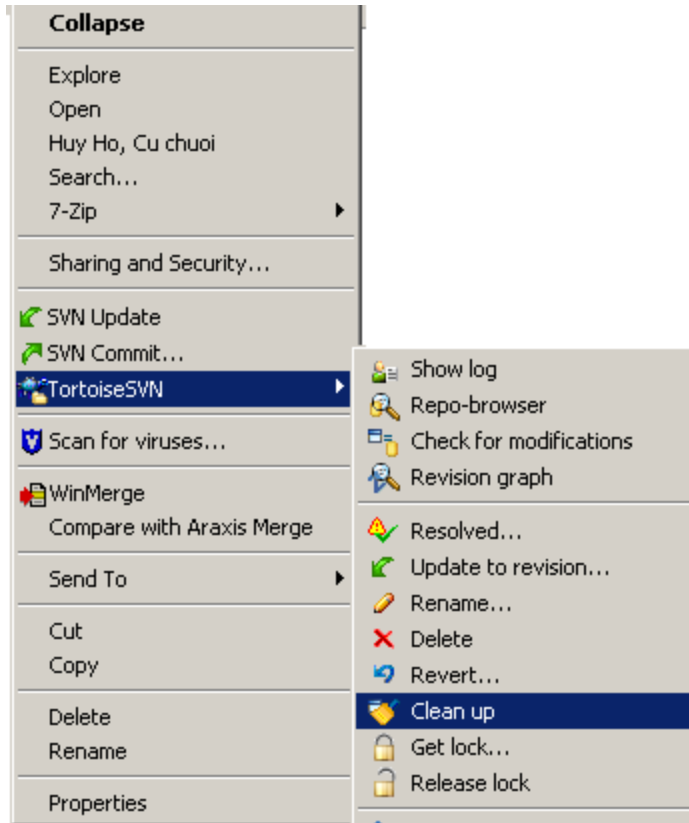 Collapse
Explore
Open
Huy Ho, Cu chuoi
Search...
7-Zip
Sharing and Security...
SVN Update
SVN Commit...
TortoiseSVN
Scan for viruses...
WinMerge
Compare with Araxis Merge
Send To
Cut
Copy
Delete
Rename
Properties
Show log
Repo-browser
Check for modifications
Revision graph
Resolved...
Update to revision...
Rename...
Delete
Revert...
Clean up
Get lock...
Release lock